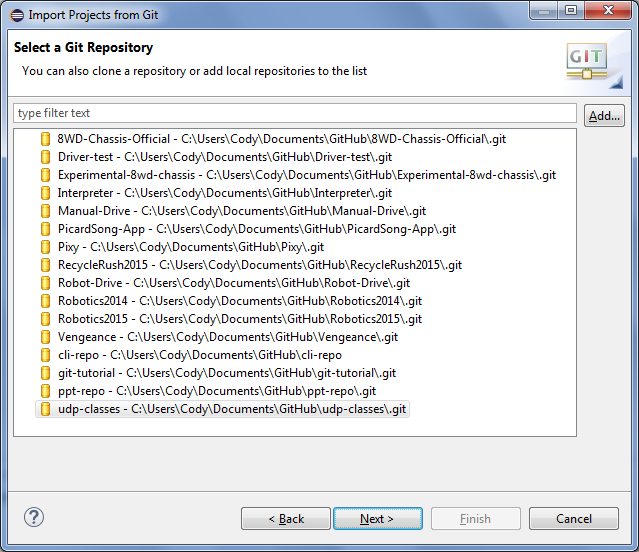 Import Projects from Git
Select a Git Repository
You can also clone a repository or add local repositories to the list
GIT
type filter text
Add...
8WD-Chassis-Official - C:\Users\Cody\Documents\GitHub\8WD-Chassis-Official\.git
Driver-test - C:\Users\Cody\Documents\GitHub\Driver-test\.git
Experimental-8wd-chassis - C:\Users\Cody\Documents\GitHub\Experimental-8wd-chassis\.git
Interpreter - C:\Users\Cody\Documents\GitHub\Interpreter\.git
Manual-Drive - C:\Users\Cody\Documents\GitHub\Manual-Drive\.git
PicardSong-App - C:\Users\Cody\Documents\GitHub\PicardSong-App\.git
Pixy - C:\Users\Cody\Documents\GitHub\Pixy\.git
RecycleRush2015 - C:\Users\Cody\Documents\GitHub\RecycleRush2015\.git
Robot-Drive - C:\Users\Cody\Documents\GitHub\Robot-Drive\.git
Robotics2014 - C:\Users\Cody\Documents\GitHub\Robotics2014\.git
Robotics2015 - C:\Users\Cody\Documents\GitHub\Robotics2015\.git
Vengeance - C:\Users\Cody\Documents\GitHub\Vengeance\.git
cli-repo - C:\Users\Cody\Documents\GitHub\cli-repo
git-tutorial - C:\Users\Cody\Documents\GitHub\git-tutorial\.git
ppt-repo - C:\Users\Cody\Documents\GitHub\ppt-repo\.git
udp-classes - C:\Users\Cody\Documents\GitHub\udp-classes\.git
?
< Back
Next >
Finish
Cancel